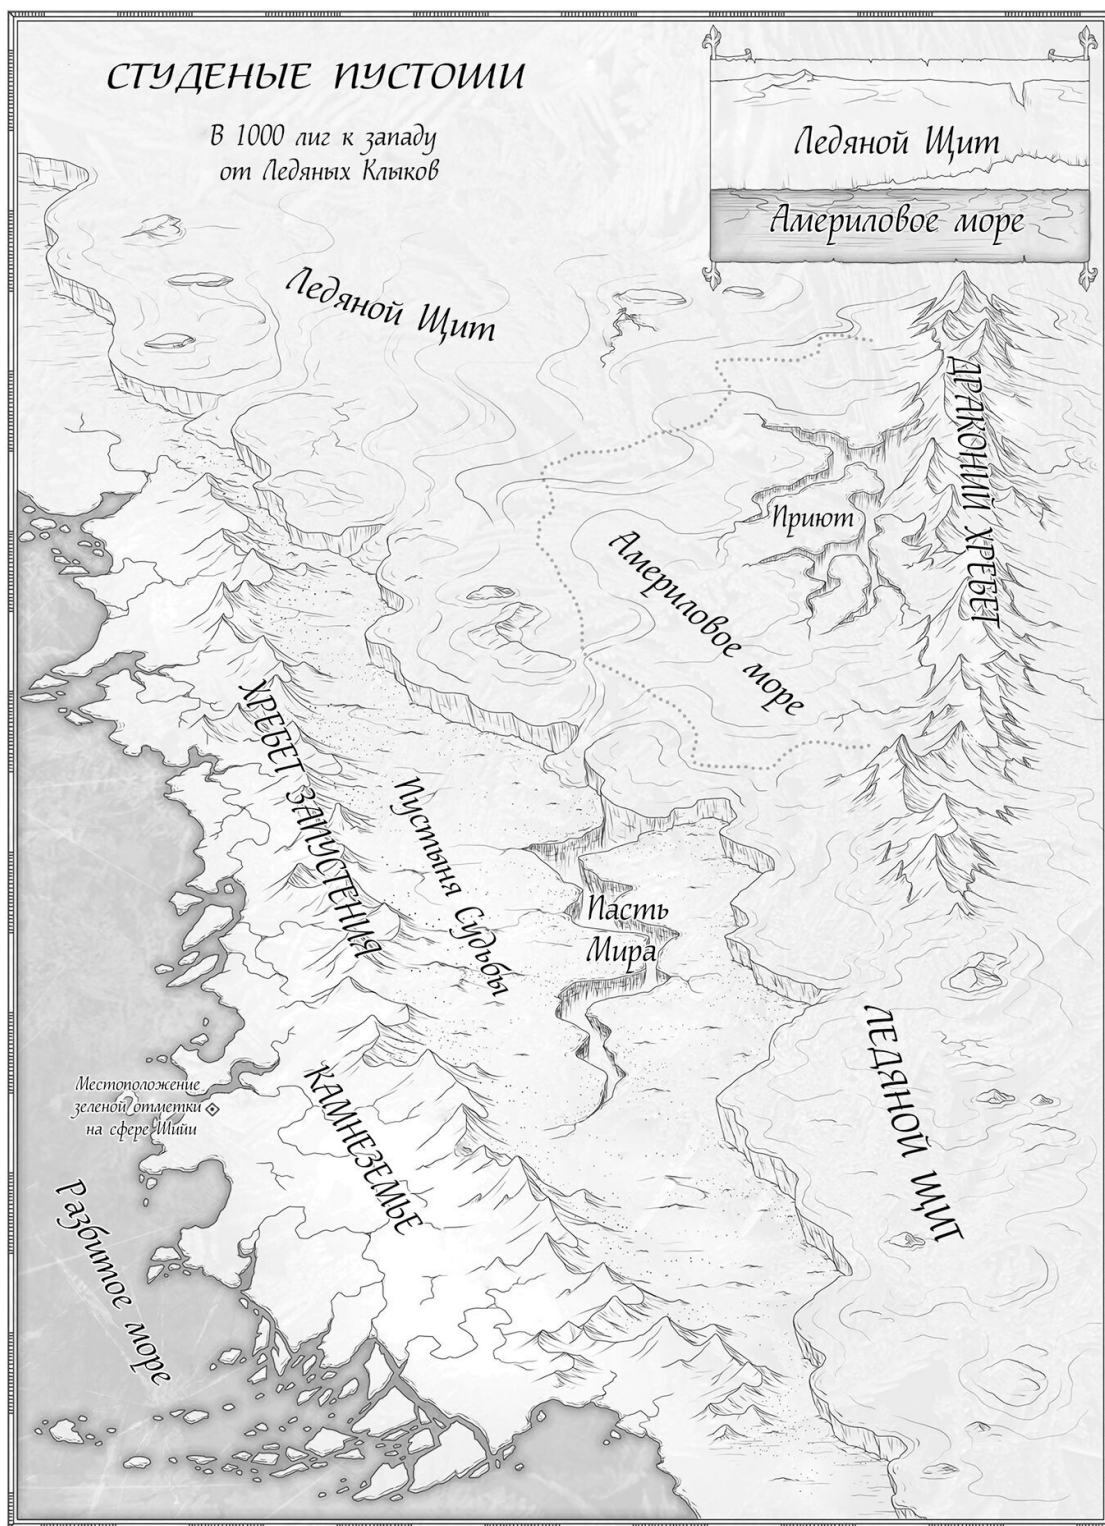 СТУДЕНЫЕ ПУСТОШИ
В 1000 лиг к западу
от Ледяных Клыков
Ледяной Щит
Америловое море
Ледяной Щит
ДРАКОНИЙ ХРЕБЕТ
Приют
Америловое море
ХРЕБЕТ ЗАПУСТЕНИЯ
Пустыня Судьбы
Пасть
Мира
ЛЕДЯНОЙ ЩИТ
КАМНЕЗЕМЬЕ
Местоположение
зеленой отметки
на сфере Шийи
Разбитое море